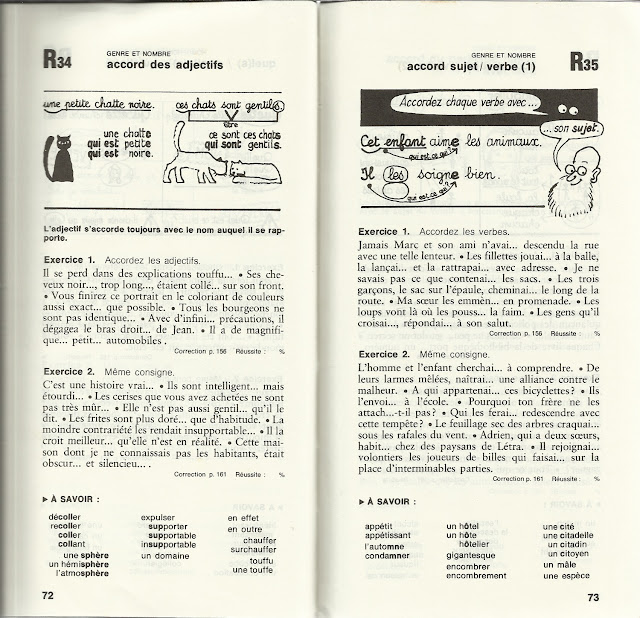 R34
GENRE ET NOMBRE
accord des adjectifs
une petite chatte noire.
ces chats sont gentils
être
une chatte
qui est petite
qui est noire.
ce sont ces chats
qui sont gentils.
L'adjectif s'accorde toujours avec le nom auquel il se rap-
porte.
Exercice 1. Accordez les adjectifs.
Il se perd dans des explications touffu... • Ses che-
veux noir..., trop long..., étaient collé... sur son front.
• Vous finirez ce portrait en le coloriant de couleurs
aussi exact... que possible. • Tous les bourgeons ne
sont pas identique... • Avec d'infini... précautions, il
dégagea le bras droit... de Jean. • Il a de magnifi-
que... petit... automobiles .
Correction p. 156 Réussite : %
Exercice 2. Même consigne.
C'est une histoire vrai... • Ils sont intelligent... mais
étourdi... • Les cerises que vous avez achetées ne sont
pas très mûr... • Elle n'est pas aussi gentil... qu'il le
dit. • Les frites sont plus doré... que d'habitude. • La
moindre contrariété les rendait insupportable... • Il la
croit meilleur... qu'elle n'est en réalité. • Cette mai-
son dont je ne connaissais pas les habitants, était
obscur... et silencieu... .
Correction p. 161 Réussite : %
► À SAVOIR :
décoller
recoller
coller
collant
une sphère
un hémisphère
l'atmosphère
expulser
supporter
supportable
insupportable
un domaine
en effet
en outre
chauffer
surchauffer
touffu
une touffe
72
GENRE ET NOMBRE
accord sujet / verbe (1)
R35
Accordez chaque verbe avec...
...son sujet.
Cet enfant aime les animaux.
qui est ce qui ?
Il les soigne bien.
qui est ce qui ?
Exercice 1. Accordez les verbes.
Jamais Marc et son ami n'avai... descendu la rue
avec une telle lenteur. • Les fillettes jouai... à la balle,
la lançai... et la rattrapai... avec adresse. • Je ne
savais pas ce que contenai... les sacs. • Les trois
garçons, le sac sur l'épaule, cheminai... le long de la
route. • Ma sœur les emmèn... en promenade. • Les
loups vont là où les pouss... la faim. • Les gens qu'il
croisai..., répondai... à son salut.
Correction p. 156 Réussite : %
Exercice 2. Même consigne.
L'homme et l'enfant cherchai... à comprendre. • De
leurs larmes mêlées, naîtrai... une alliance contre le
malheur. • A qui appartenai... ces bicyclettes ? • Ils
l'envoi... à l'école. • Pourquoi ton frère ne les
attach...-t-il pas ? • Qui les ferai... redescendre avec
cette tempête ? • Le feuillage sec des arbres craquai...
sous les rafales du vent. • Adrien, qui a deux sœurs,
habit... chez des paysans de Létra. • Il rejoignai...
volontiers les joueurs de billes qui faisai... sur la
place d'interminables parties.
Correction p. 161 Réussite : %
► À SAVOIR :
appétit
appétissant
l'automne
condamner
un hôtel
un hôte
hôtelier
gigantesque
encombrer
encombrement
une cité
une citadelle
un citadin
un citoyen
un mâle
une espèce
73